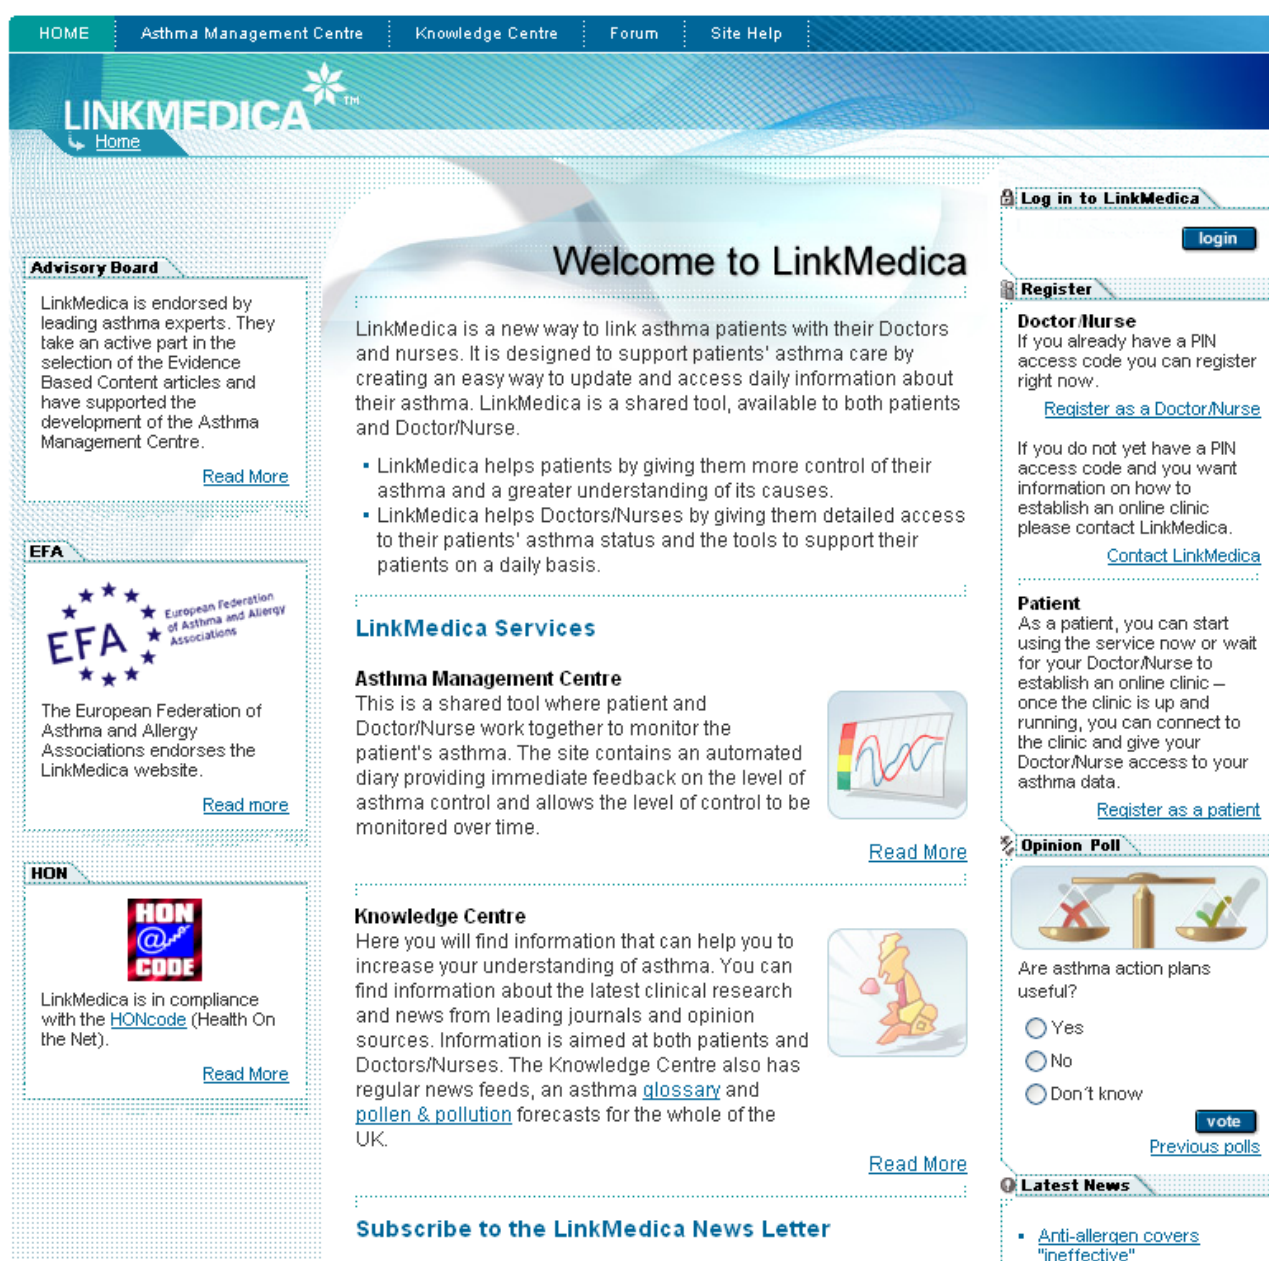 HOME
Asthma Management Centre
Knowledge Centre
Forum
Site Help
LINKMEDICA™
Home
Advisory Board
LinkMedica is endorsed by
leading asthma experts. They
take an active part in the
selection of the Evidence
Based Content articles and
have supported the
development of the Asthma
Management Centre.
Read More
EFA
EFA
European Federation
of Asthma and Allergy
Associations
The European Federation of
Asthma and Allergy
Associations endorses the
LinkMedica website.
Read more
HON
HON
@
CODE
LinkMedica is in compliance
with the HONcode (Health On
the Net).
Read More
Welcome to LinkMedica
LinkMedica is a new way to link asthma patients with their Doctors
and nurses. It is designed to support patients' asthma care by
creating an easy way to update and access daily information about
their asthma. LinkMedica is a shared tool, available to both patients
and Doctor/Nurse.
LinkMedica helps patients by giving them more control of their
asthma and a greater understanding of its causes.
LinkMedica helps Doctors/Nurses by giving them detailed access
to their patients' asthma status and the tools to support their
patients on a daily basis.
LinkMedica Services
Asthma Management Centre
This is a shared tool where patient and
Doctor/Nurse work together to monitor the
patient's asthma. The site contains an automated
diary providing immediate feedback on the level of
asthma control and allows the level of control to be
monitored over time.
Read More
Knowledge Centre
Here you will find information that can help you to
increase your understanding of asthma. You can
find information about the latest clinical research
and news from leading journals and opinion
sources. Information is aimed at both patients and
Doctors/Nurses. The Knowledge Centre also has
regular news feeds, an asthma glossary and
pollen & pollution forecasts for the whole of the
UK.
Read More
Subscribe to the LinkMedica News Letter
Log in to LinkMedica
login
Register
Doctor/Nurse
If you already have a PIN
access code you can register
right now.
Register as a Doctor/Nurse
If you do not yet have a PIN
access code and you want
information on how to
establish an online clinic
please contact LinkMedica.
Contact LinkMedica
Patient
As a patient, you can start
using the service now or wait
for your Doctor/Nurse to
establish an online clinic –
once the clinic is up and
running, you can connect to
the clinic and give your
Doctor/Nurse access to your
asthma data.
Register as a patient
Opinion Poll
Are asthma action plans
useful?
Yes
No
Don´t know
vote
Previous polls
Latest News
Anti-allergen covers
"ineffective"